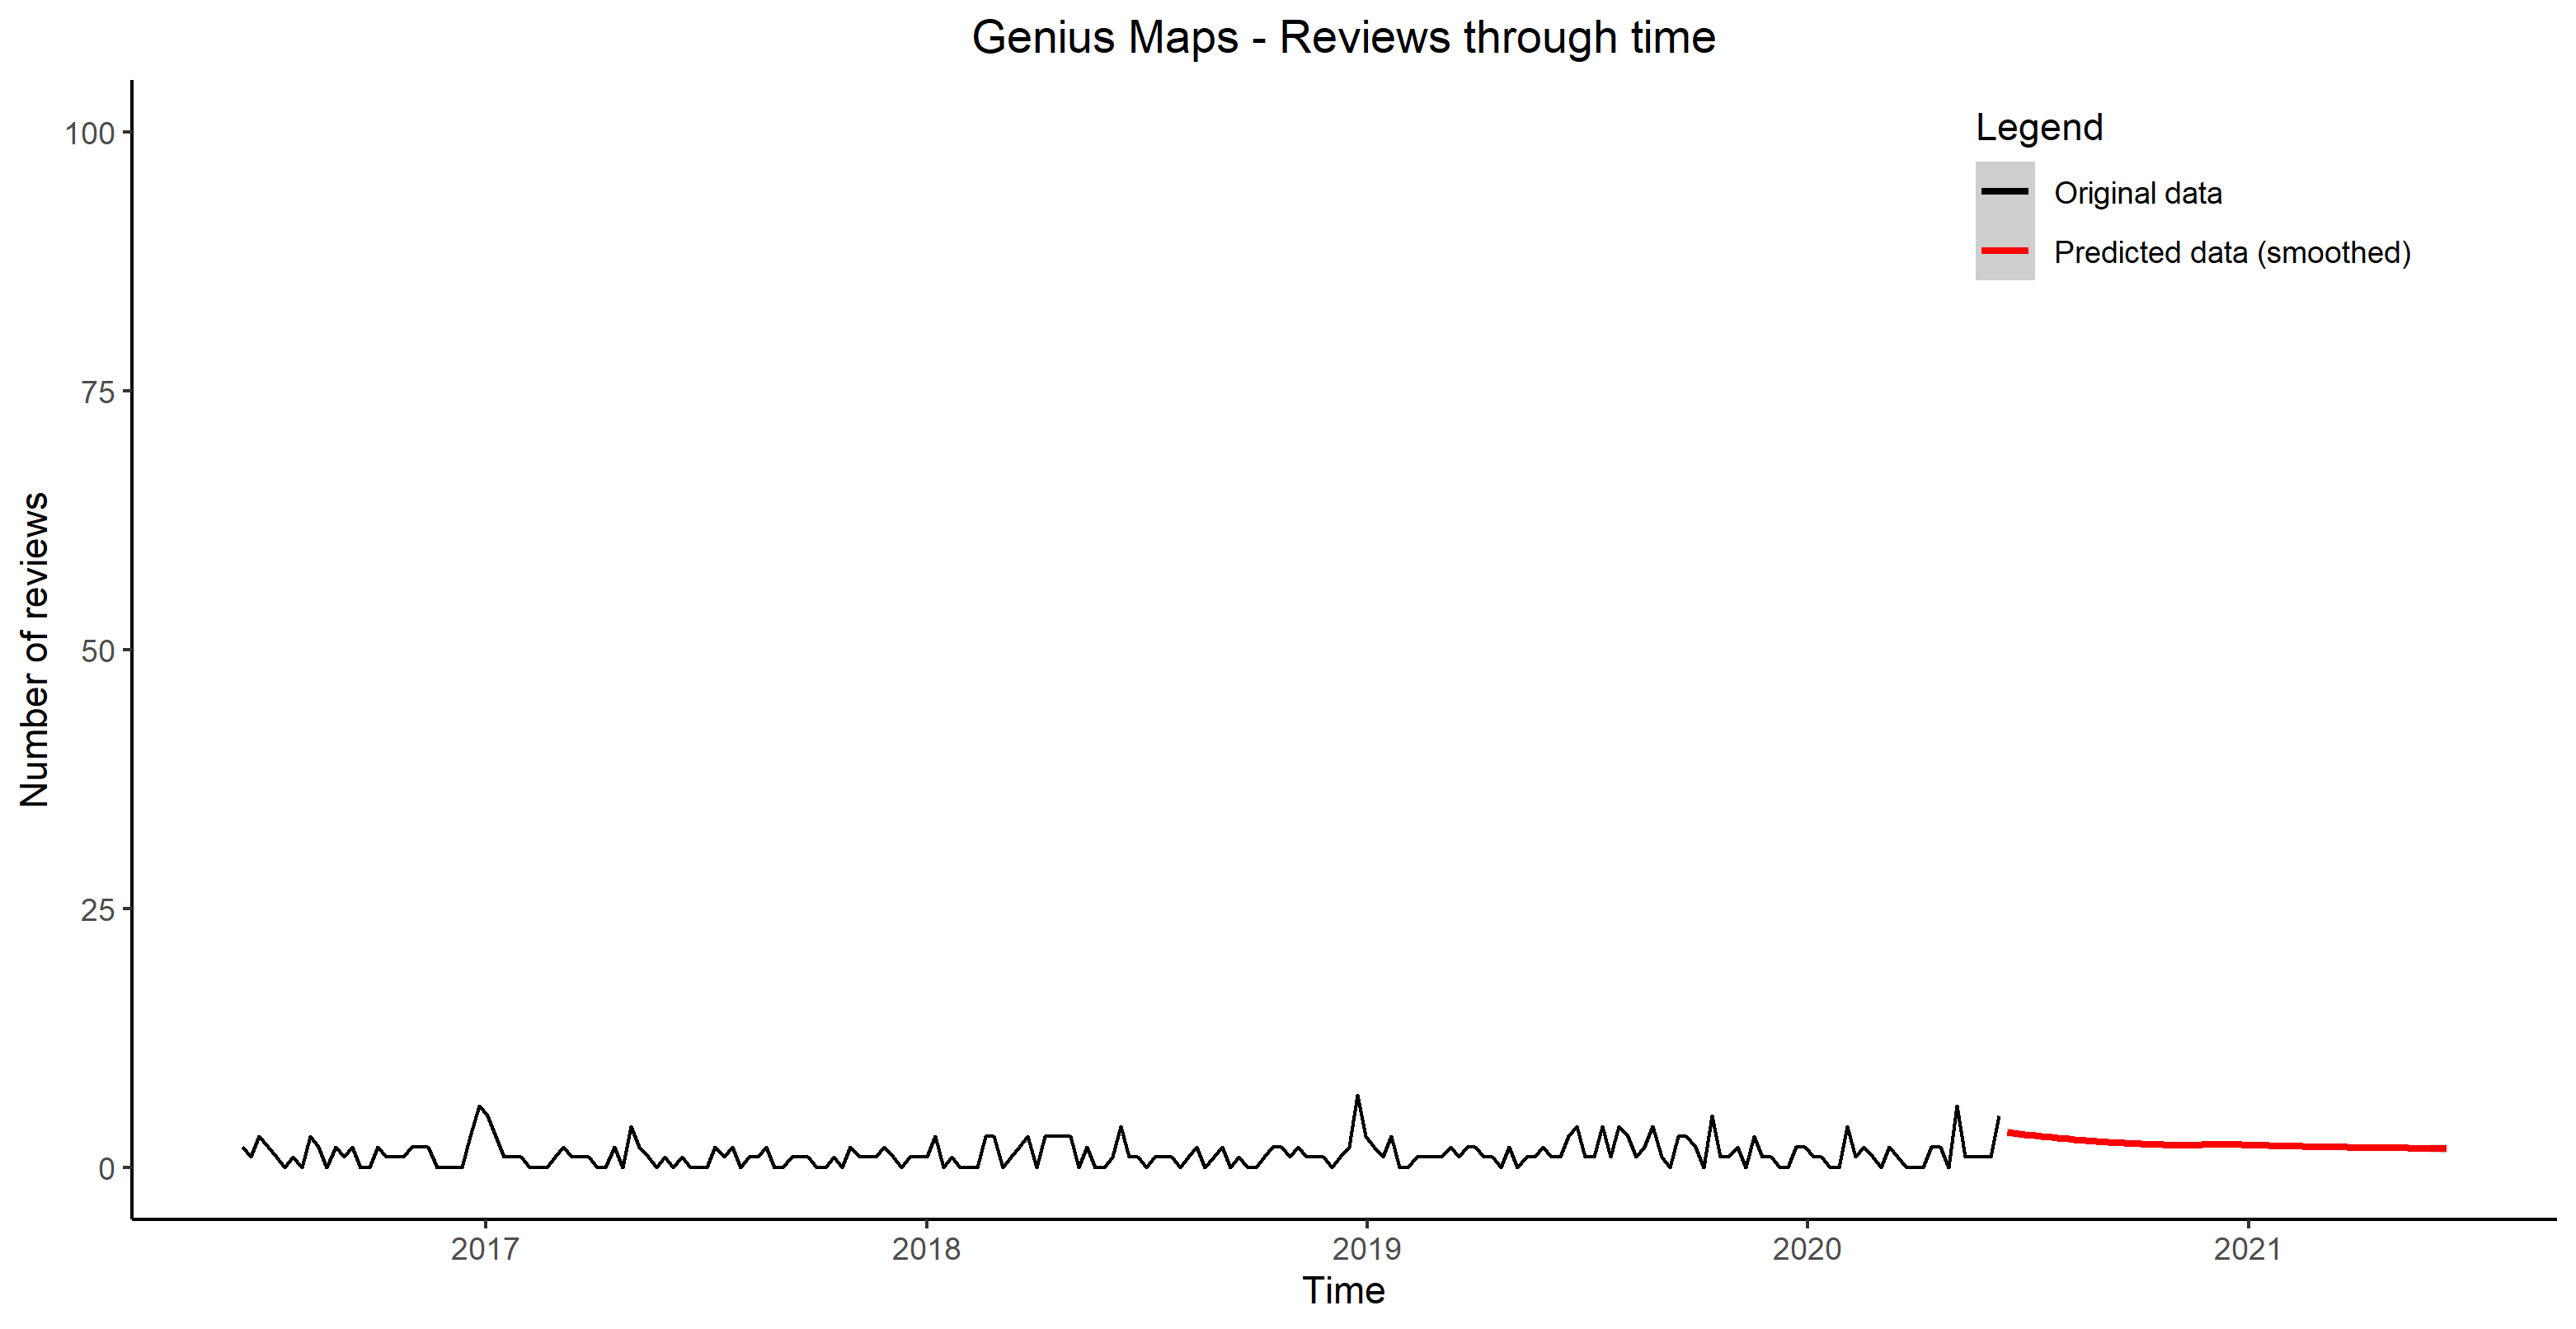 Genius Maps - Reviews through time
Legend
Original data
Predicted data (smoothed)
Number of reviews
100
75
50
25
0
2017
2018
2019
2020
2021
Time